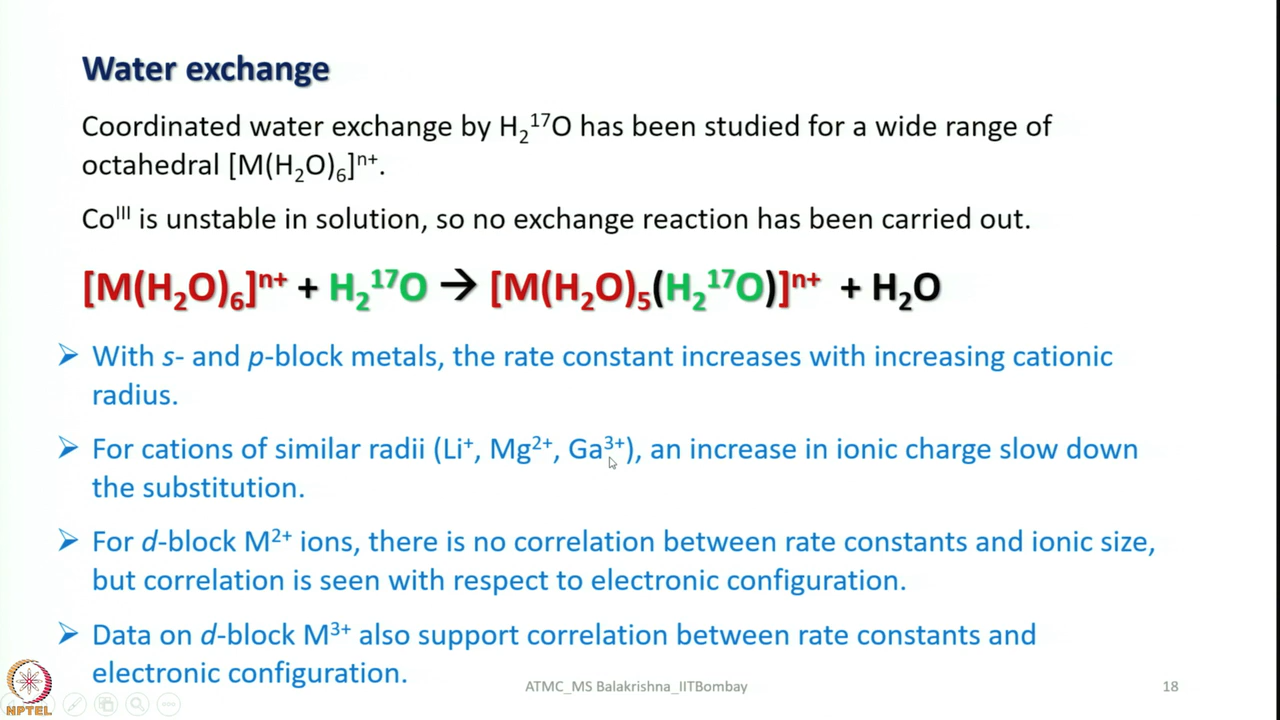 Water exchange
Coordinated water exchange by H₂¹⁷O has been studied for a wide range of
octahedral [M(H₂O)₆]ⁿ⁺.
Coᴵᴵᴵ is unstable in solution, so no exchange reaction has been carried out.
[M(H₂O)₆]ⁿ⁺ + H₂¹⁷O → [M(H₂O)₅(H₂¹⁷O)]ⁿ⁺ + H₂O
➢ With s- and p-block metals, the rate constant increases with increasing cationic
radius.
➢ For cations of similar radii (Li⁺, Mg²⁺, Ga³⁺), an increase in ionic charge slow down
the substitution.
➢ For d-block M²⁺ ions, there is no correlation between rate constants and ionic size,
but correlation is seen with respect to electronic configuration.
➢ Data on d-block M³⁺ also support correlation between rate constants and
electronic configuration.
NPTEL
ATMC_MS Balakrishna_IITBombay
18